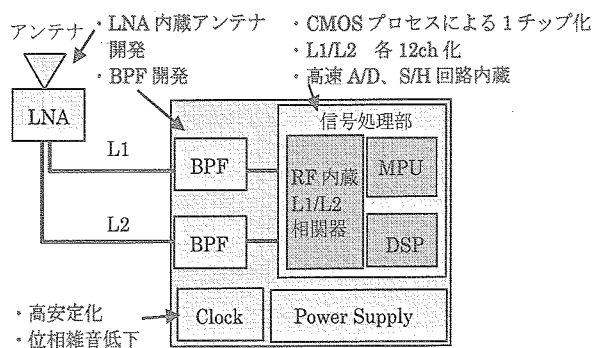 アンテナ
・LNA 内蔵アンテナ
開発
・BPF 開発
・CMOS プロセスによる 1 チップ化
・L1/L2 各 12ch 化
・高速 A/D、S/H 回路内蔵
LNA
L1
L2
BPF
BPF
信号処理部
RF 内蔵
L1/L2
相関器
MPU
DSP
・高安定化
・位相雑音低下
Clock
Power Supply